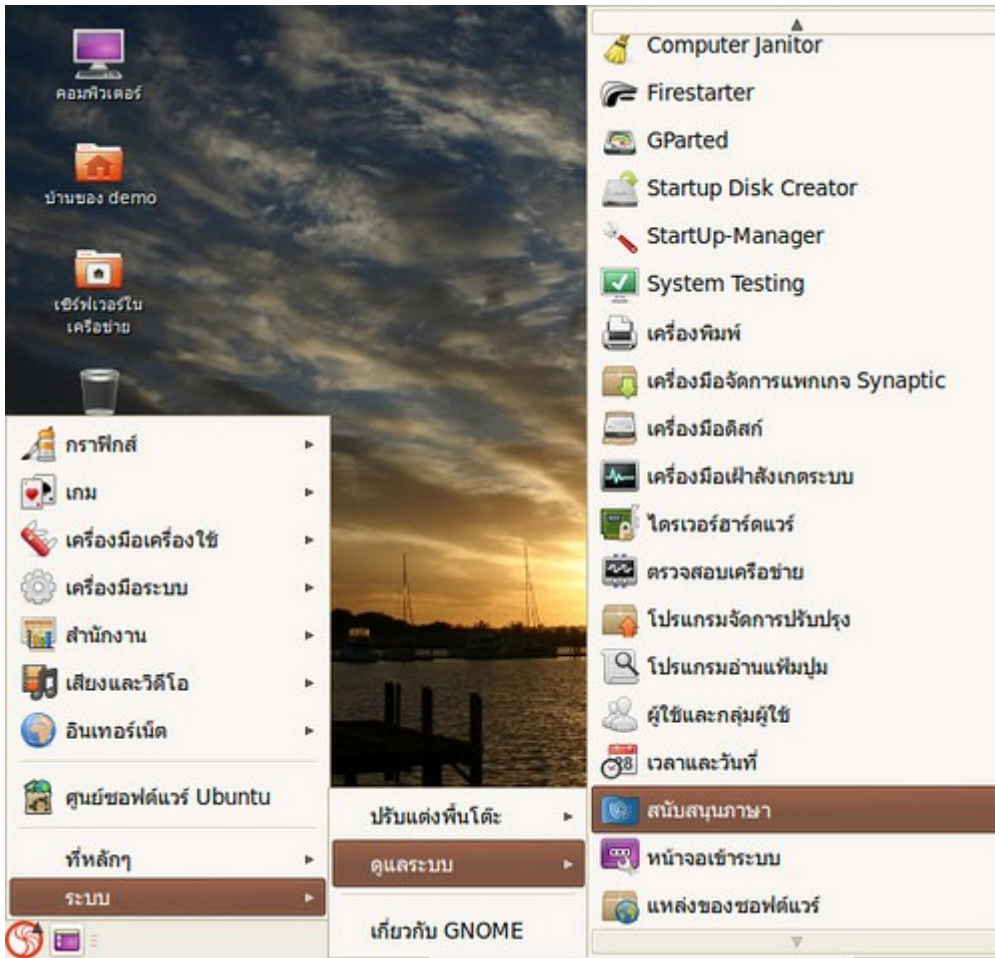 คอมพิวเตอร์
บ้านของ demo
เซิร์ฟเวอร์ใน
เครือข่าย
กราฟิกส์
เกม
เครื่องมือเครื่องใช้
เครื่องมือระบบ
สำนักงาน
เสียงและวิดีโอ
อินเทอร์เน็ต
ศูนย์ซอฟต์แวร์ Ubuntu
ที่หลักๆ
ระบบ
ปรับแต่งพื้นโต๊ะ
ดูแลระบบ
เกี่ยวกับ GNOME
Computer Janitor
Firestarter
GParted
Startup Disk Creator
StartUp-Manager
System Testing
เครื่องพิมพ์
เครื่องมือจัดการแพกเกจ Synaptic
เครื่องมือดิสก์
เครื่องมือเฝ้าสังเกตระบบ
ไดรเวอร์ฮาร์ดแวร์
ตรวจสอบเครือข่าย
โปรแกรมจัดการปรับปรุง
โปรแกรมอ่านแฟ้มปูม
ผู้ใช้และกลุ่มผู้ใช้
เวลาและวันที่
สนับสนุนภาษา
หน้าจอเข้าระบบ
แหล่งของซอฟต์แวร์